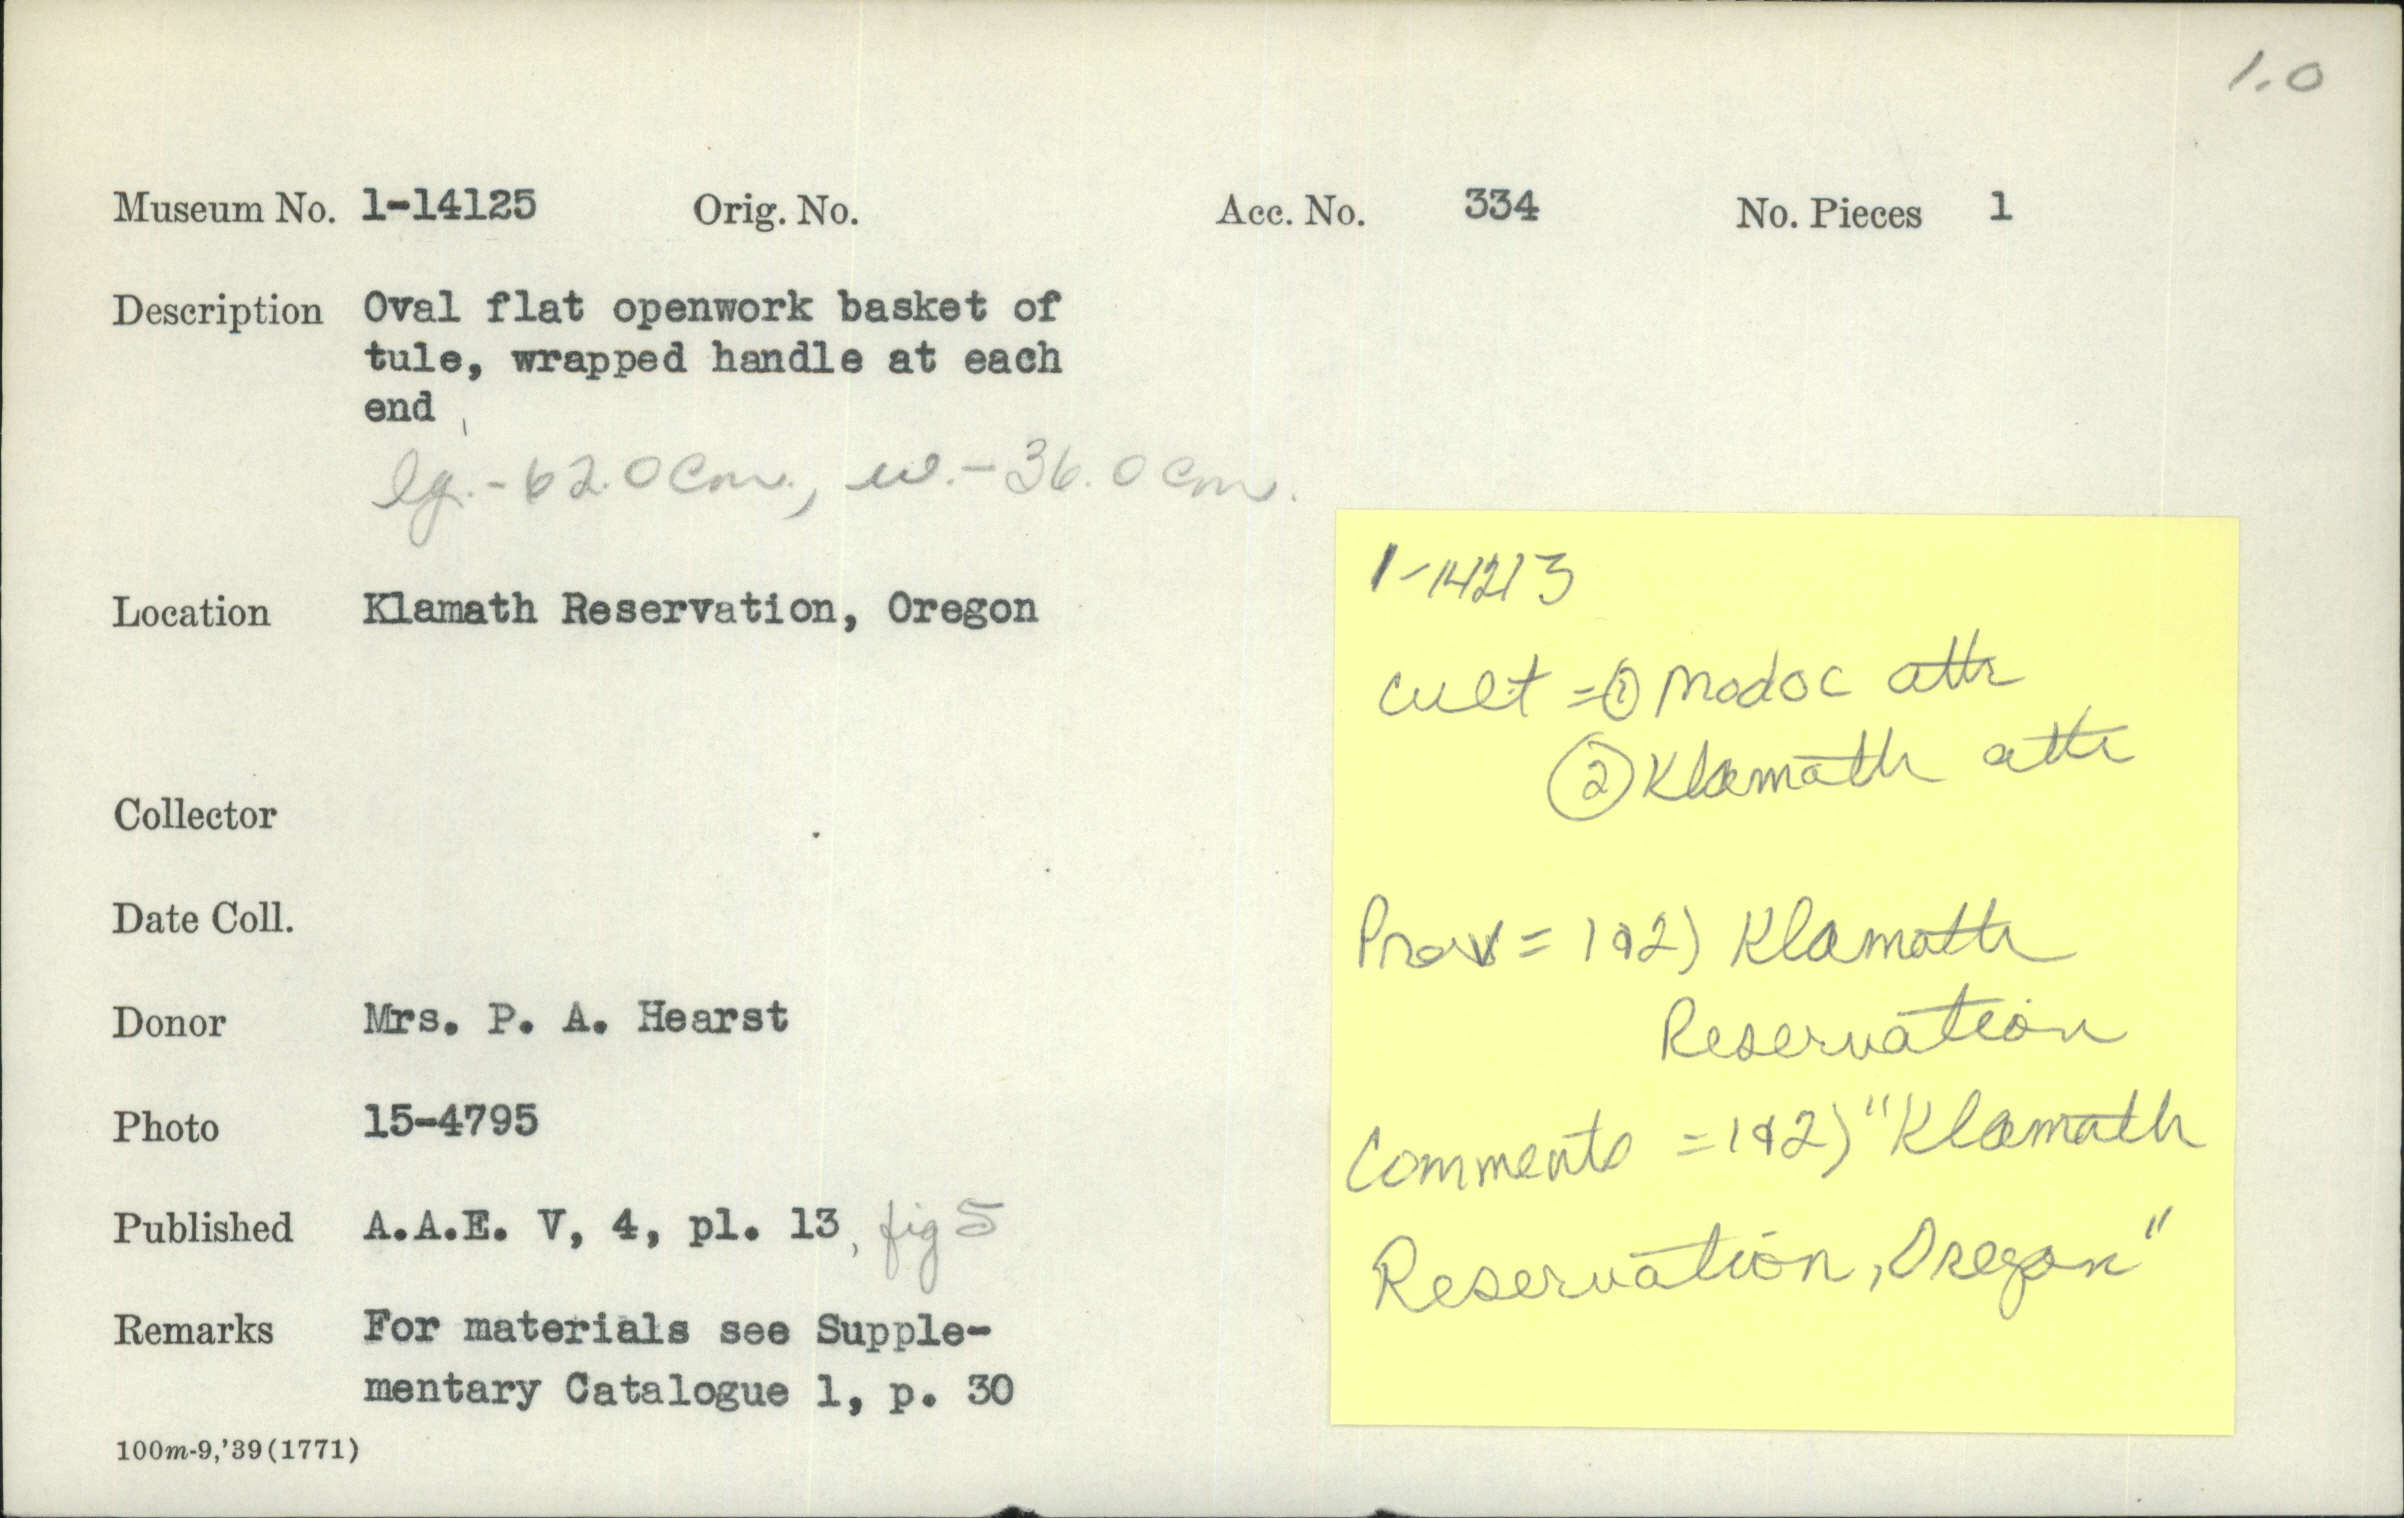 1.0
Museum No. 1-14125 Orig. No. Acc. No. 334 No. Pieces 1
Description Oval flat openwork basket of
tule, wrapped handle at each
end
lg.-62.0 cm., w.-36.0 cm.
Location Klamath Reservation, Oregon
Collector
Date Coll.
Donor Mrs. P. A. Hearst
Photo 15-4795
Published A.A.E. V, 4, pl. 13, fig 5
Remarks For materials see Supple-
mentary Catalogue 1, p. 30
100m-9,'39(1771)
1-14213
Cult = ① Modoc attr
② Klamath attr
Prov = 1&2) Klamath
Reservation
Comments = 1&2) "Klamath
Reservation, Oregon"